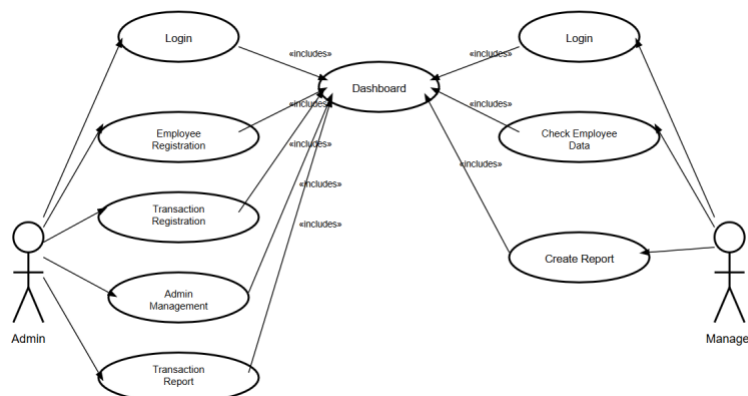 Login
Login
«includes»
«includes»
Dashboard
«includes»
«includes»
Employee
Registration
Check Employee
Data
«includes»
«includes»
«includes»
Transaction
Registration
«includes»
Create Report
Admin
Management
Admin
Manage
Transaction
Report